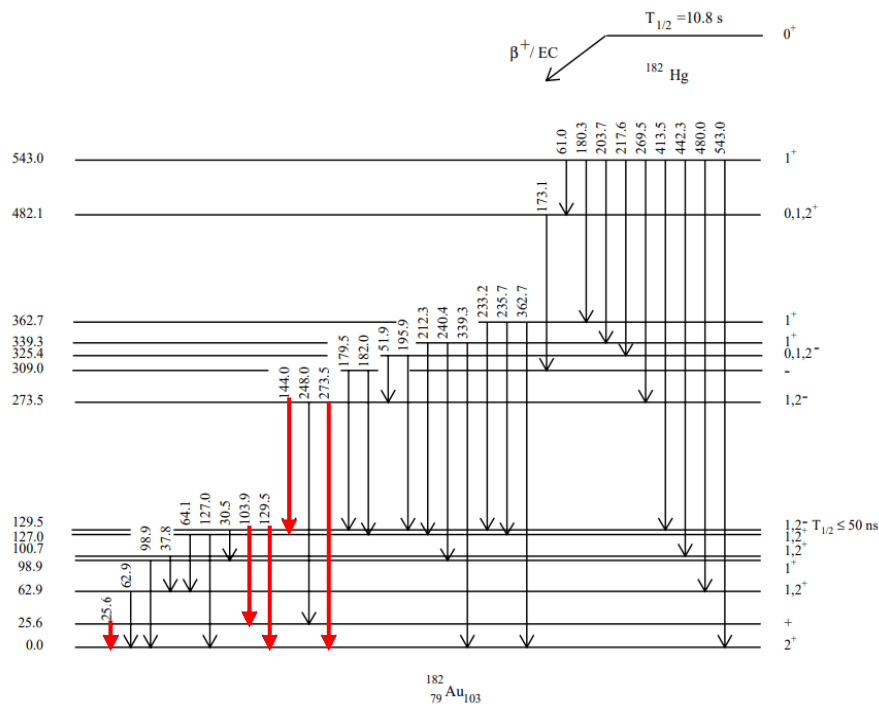 T1/2 =10.8 s
0+
β+/ EC
182 Hg
61.0 180.3 203.7 217.6 269.5 413.5 442.3 480.0 543.0
543.0 1+
173.1
482.1 0,1,2+
233.2 235.7 362.7
362.7 1+
212.3 240.4 339.3
339.3 1+
179.5 182.0 51.9 195.9
325.4 0,1,2-
309.0 -
144.0 248.0 273.5
273.5 1,2-
98.9 37.8 64.1 127.0 30.5 103.9 129.5
129.5 1,2- T1/2 ≤ 50 ns
127.0 1,2+
100.7 1,2+
98.9 1+
62.9
62.9 1,2+
25.6
25.6 +
0.0 2+
182
79 Au103